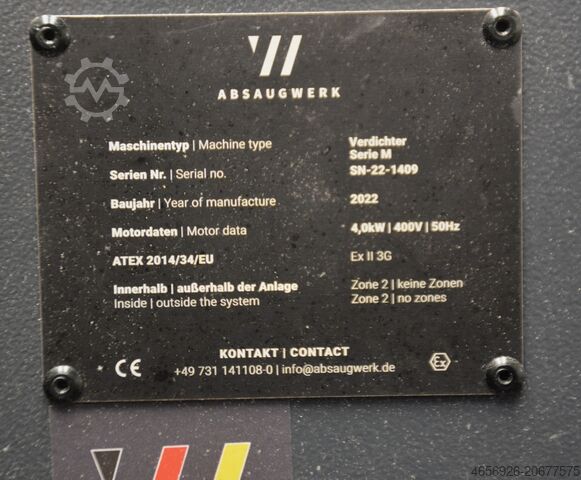 ABSAUGWERK
Maschinentyp | Machine type Verdichter
Serie M
Serien Nr. | Serial no. SN-22-1409
Baujahr | Year of manufacture 2022
Motordaten | Motor data 4,0kW | 400V | 50Hz
ATEX 2014/34/EU Ex II 3G
Innerhalb | außerhalb der Anlage Zone 2 | keine Zonen
Inside | outside the system Zone 2 | no zones
KONTAKT | CONTACT
+49 731 141108-0 | info@absaugwerk.de
CE
Ex
4656926-20677575